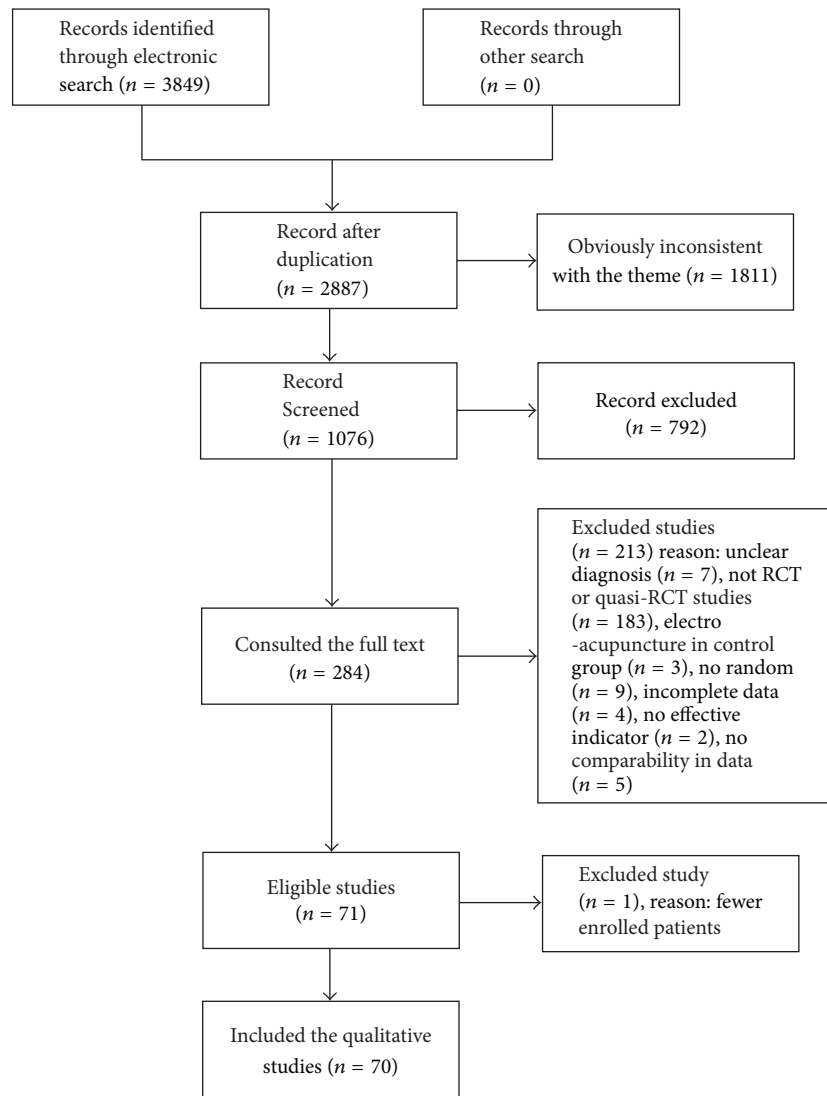 Records identified
through electronic
search (n = 3849)
Records through
other search
(n = 0)
Record after
duplication
(n = 2887)
Obviously inconsistent
with the theme (n = 1811)
Record
Screened
(n = 1076)
Record excluded
(n = 792)
Consulted the full text
(n = 284)
Excluded studies
(n = 213) reason: unclear
diagnosis (n = 7), not RCT
or quasi-RCT studies
(n = 183), electro
-acupuncture in control
group (n = 3), no random
(n = 9), incomplete data
(n = 4), no effective
indicator (n = 2), no
comparability in data
(n = 5)
Eligible studies
(n = 71)
Excluded study
(n = 1), reason: fewer
enrolled patients
Included the qualitative
studies (n = 70)